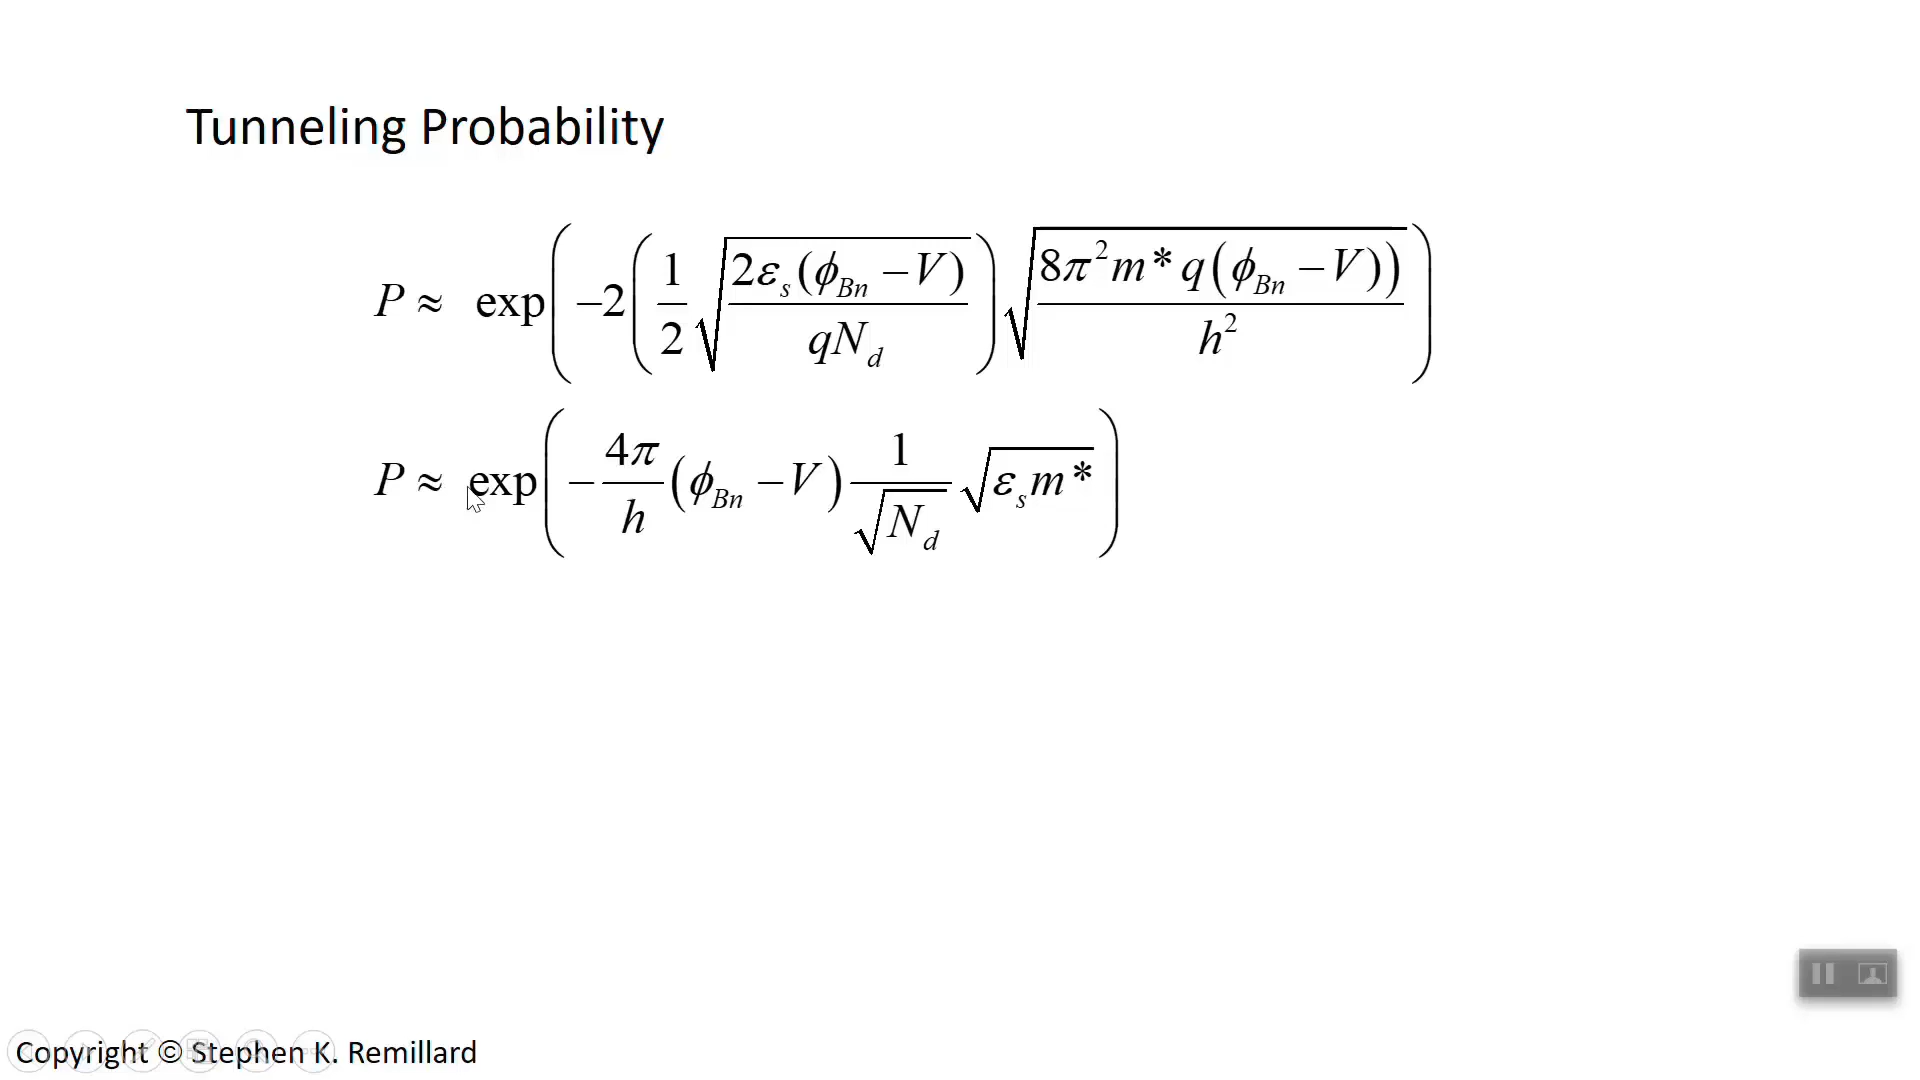 Tunneling Probability
P ≈ exp(−2(1/2 √(2ε_s(ϕ_Bn − V)/qN_d)) √(8π²m*q(ϕ_Bn − V))/h²))
P ≈ exp(−4π/h (ϕ_Bn − V) 1/√N_d √(ε_s m*))
Copyright © Stephen K. Remillard